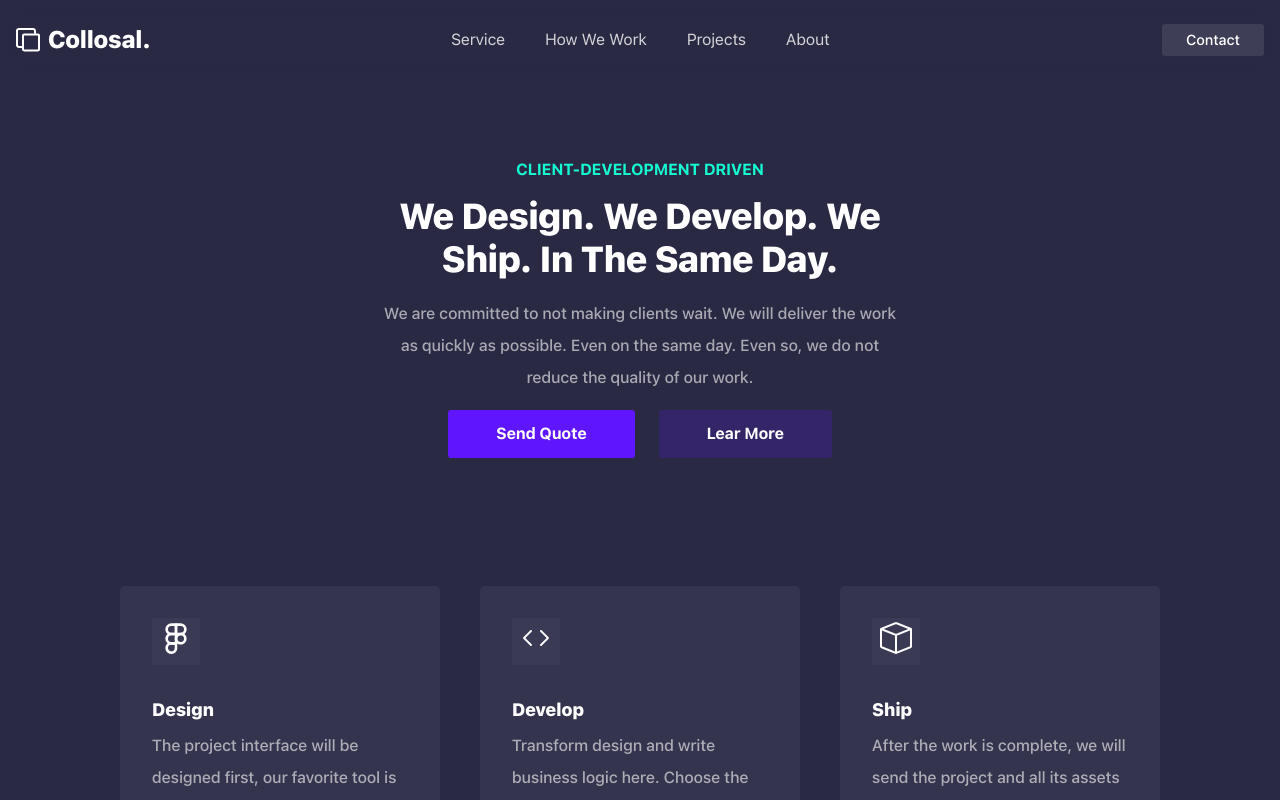 Collosal.
Service
How We Work
Projects
About
Contact
CLIENT-DEVELOPMENT DRIVEN
We Design. We Develop. We
Ship. In The Same Day.
We are committed to not making clients wait. We will deliver the work
as quickly as possible. Even on the same day. Even so, we do not
reduce the quality of our work.
Send Quote
Lear More
Design
The project interface will be
designed first, our favorite tool is
Develop
Transform design and write
business logic here. Choose the
Ship
After the work is complete, we will
send the project and all its assets